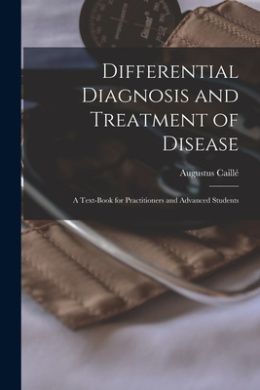 Differential
Diagnosis and
Treatment of
Disease
Augustus Caillé
A Text-Book for Practitioners and Advanced Students